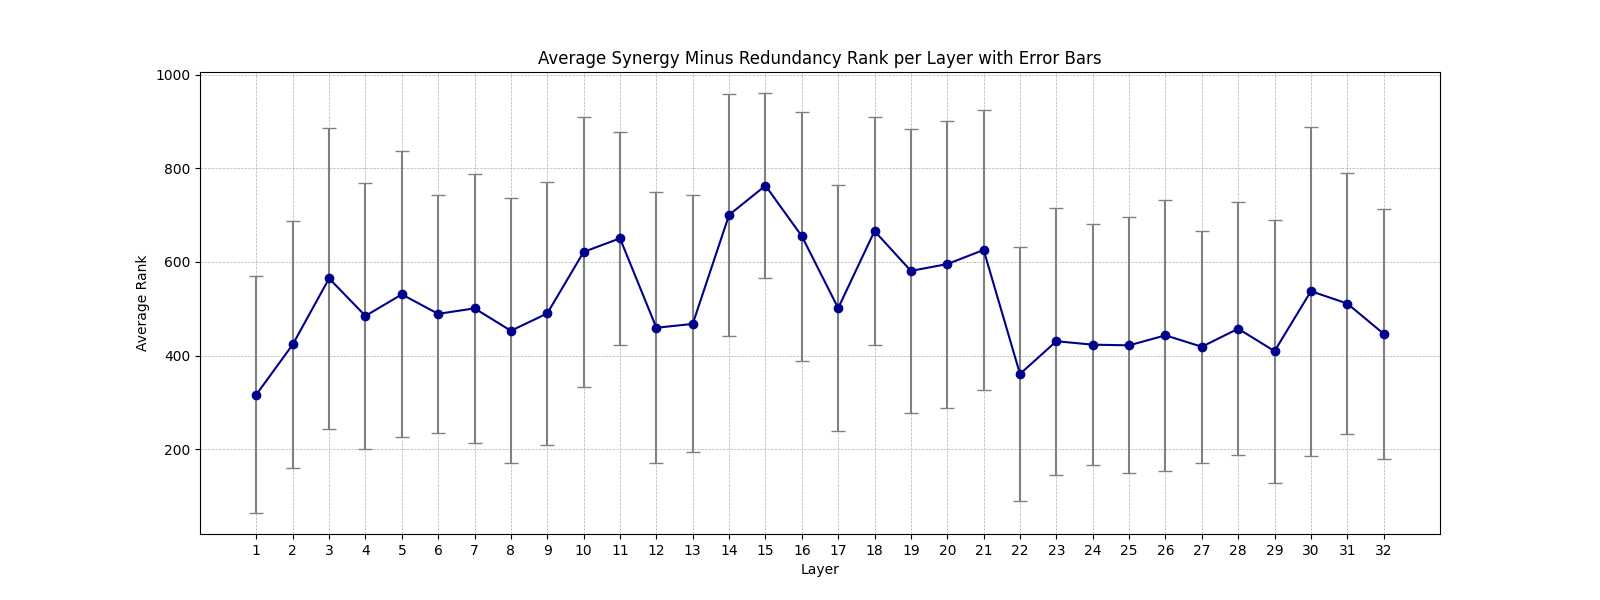 Average Synergy Minus Redundancy Rank per Layer with Error Bars
1000
800
600
400
200
Average Rank
1 2 3 4 5 6 7 8 9 10 11 12 13 14 15 16 17 18 19 20 21 22 23 24 25 26 27 28 29 30 31 32
Layer